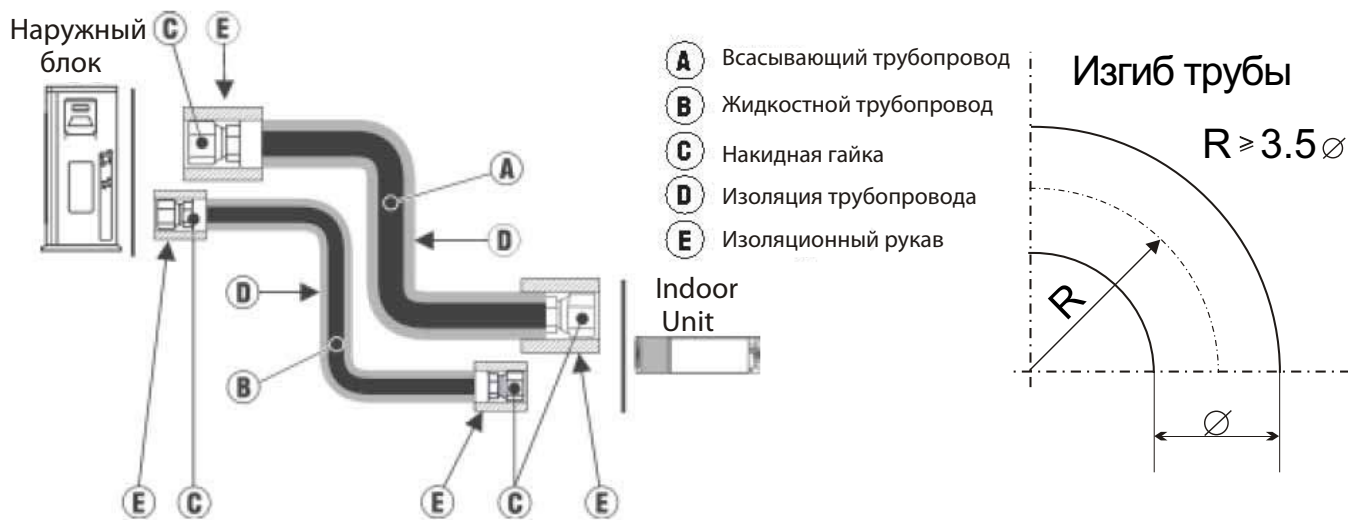 Наружный
блок
C
E
A
D
D
B
E
C
E
C
E
Indoor
Unit
A Всасывающий трубопровод
B Жидкостной трубопровод
C Накидная гайка
D Изоляция трубопровода
E Изоляционный рукав
Изгиб трубы
R ≥ 3.5 ∅
R
∅